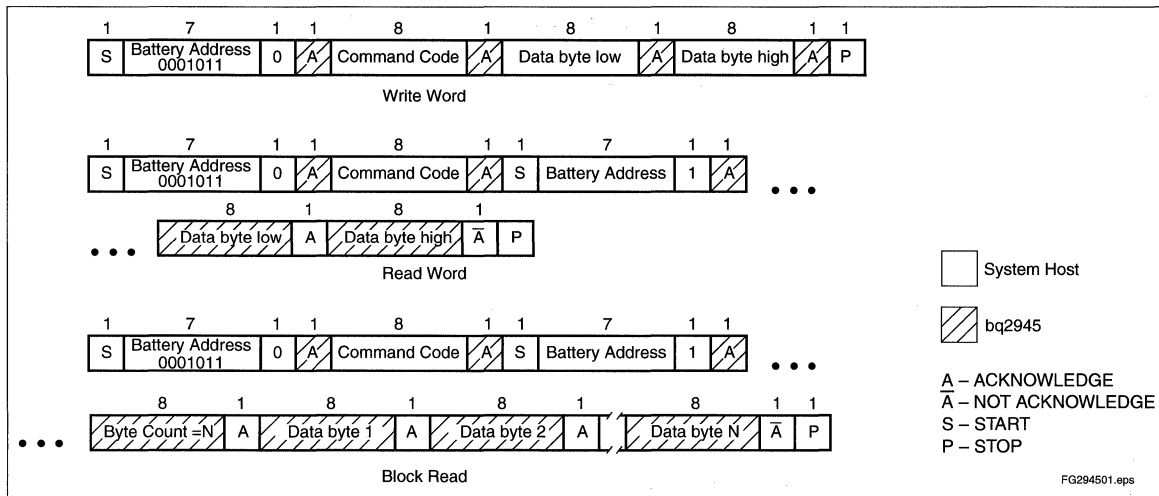 1 7 1 1 8 1 8 1 8 1 1
S Battery Address 0001011 0 A Command Code A Data byte low A Data byte high A P
Write Word
1 7 1 1 8 1 1 7 1 1
S Battery Address 0001011 0 A Command Code A S Battery Address 1 A
8 1 8 1
Data byte low A Data byte high A̅ P
Read Word
1 7 1 1 8 1 1 7 1 1
S Battery Address 0001011 0 A Command Code A S Battery Address 1 A
8 1 8 1 8 1 8 1 1
Byte Count =N A Data byte 1 A Data byte 2 A Data byte N A̅ P
Block Read
System Host
bq2945
A – ACKNOWLEDGE
A̅ – NOT ACKNOWLEDGE
S – START
P – STOP
FG294501.eps